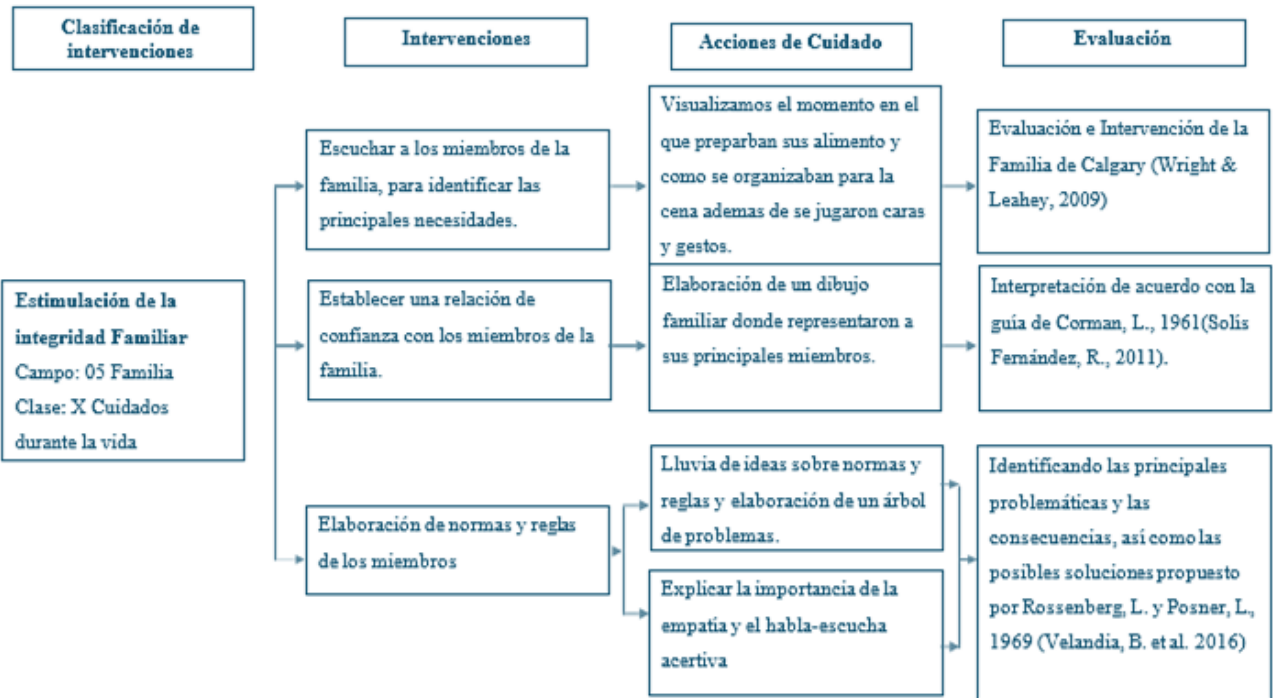 Clasificación de
intervenciones
Intervenciones
Acciones de Cuidado
Evaluación
Estimulación de la
integridad Familiar
Campo: 05 Familia
Clase: X Cuidados
durante la vida
Escuchar a los miembros de la
familia, para identificar las
principales necesidades.
Visualizamos el momento en el
que preparban sus alimento y
como se organizaban para la
cena ademas de se jugaron caras
y gestos.
Evaluación e Intervención de la
Familia de Calgary (Wright &
Leahey, 2009)
Establecer una relación de
confianza con los miembros de la
familia.
Elaboración de un dibujo
familiar donde representaron a
sus principales miembros.
Interpretación de acuerdo con la
guía de Corman, L., 1961(Solís
Fernández, R., 2011).
Elaboración de normas y reglas
de los miembros
Lluvia de ideas sobre normas y
reglas y elaboración de un árbol
de problemas.
Explicar la importancia de la
empatía y el habla-escucha
acertiva
Identificando las principales
problemáticas y las
consecuencias, así como las
posibles soluciones propuesto
por Rossenberg, L. y Posner, L.,
1969 (Velandia, B. et al. 2016)